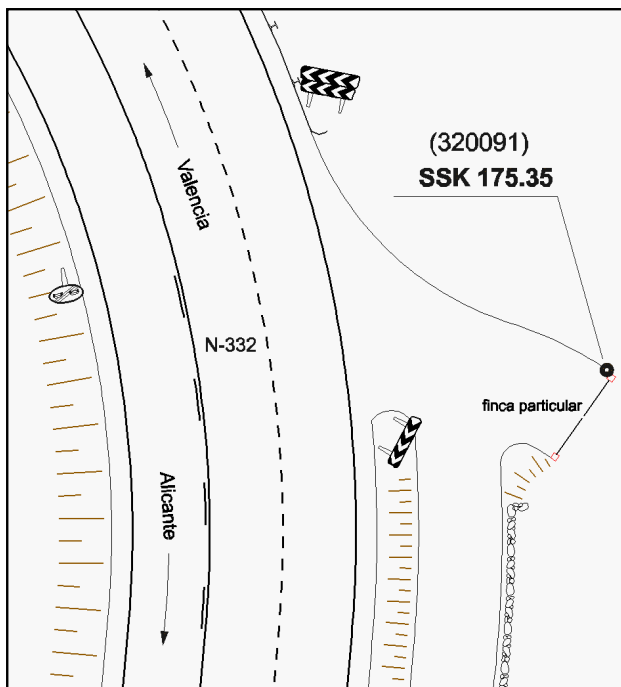 (320091)
SSK 175.35
Valencia
N-332
finca particular
Alicante